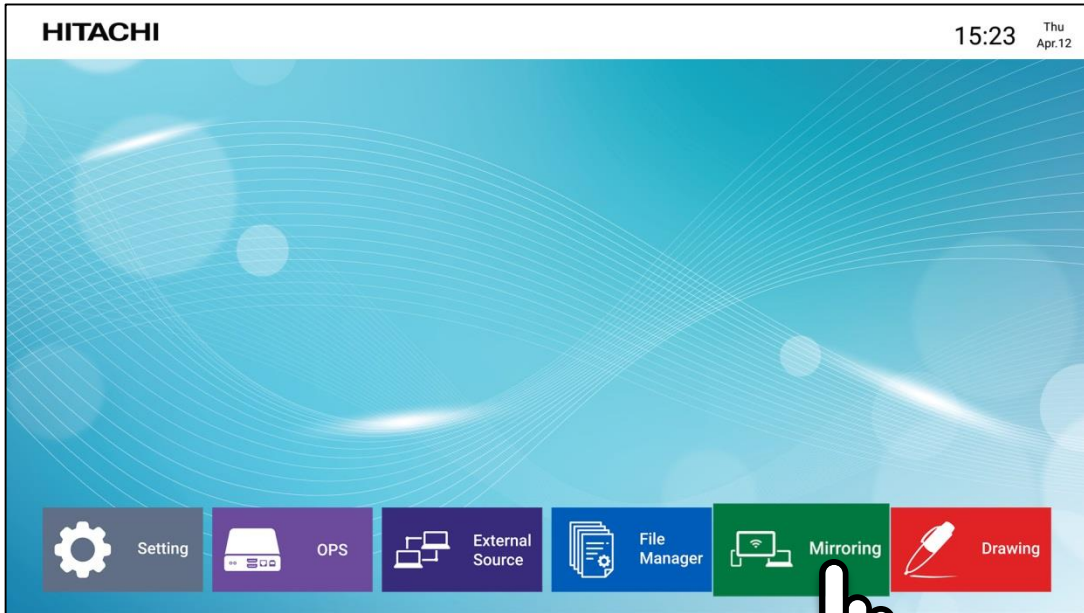 HITACHI
15:23
Thu
Apr.12
Setting
OPS
External
Source
File
Manager
Mirroring
Drawing